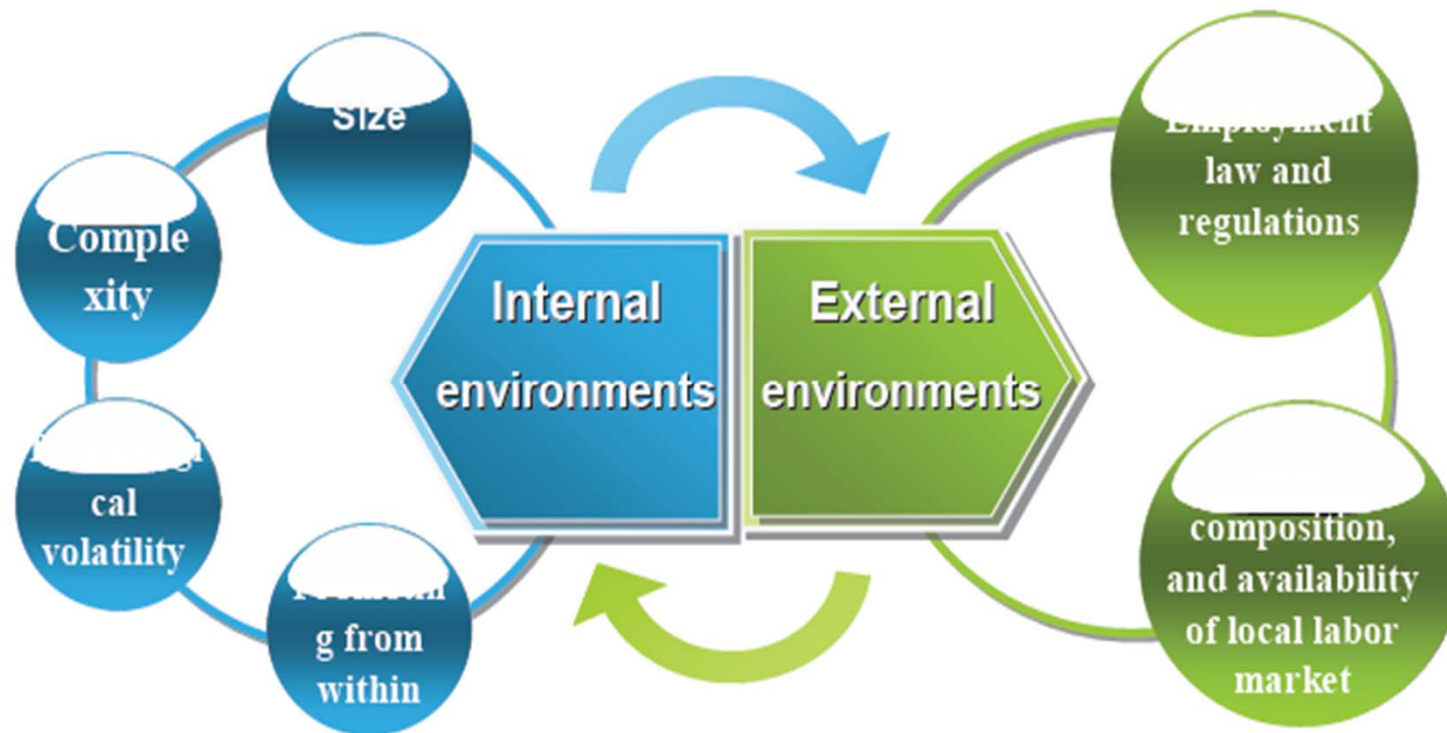 Size
Comple
xity
cal
volatility
g from
within
Internal
environments
External
environments
Employment
law and
regulations
composition,
and availability
of local labor
market